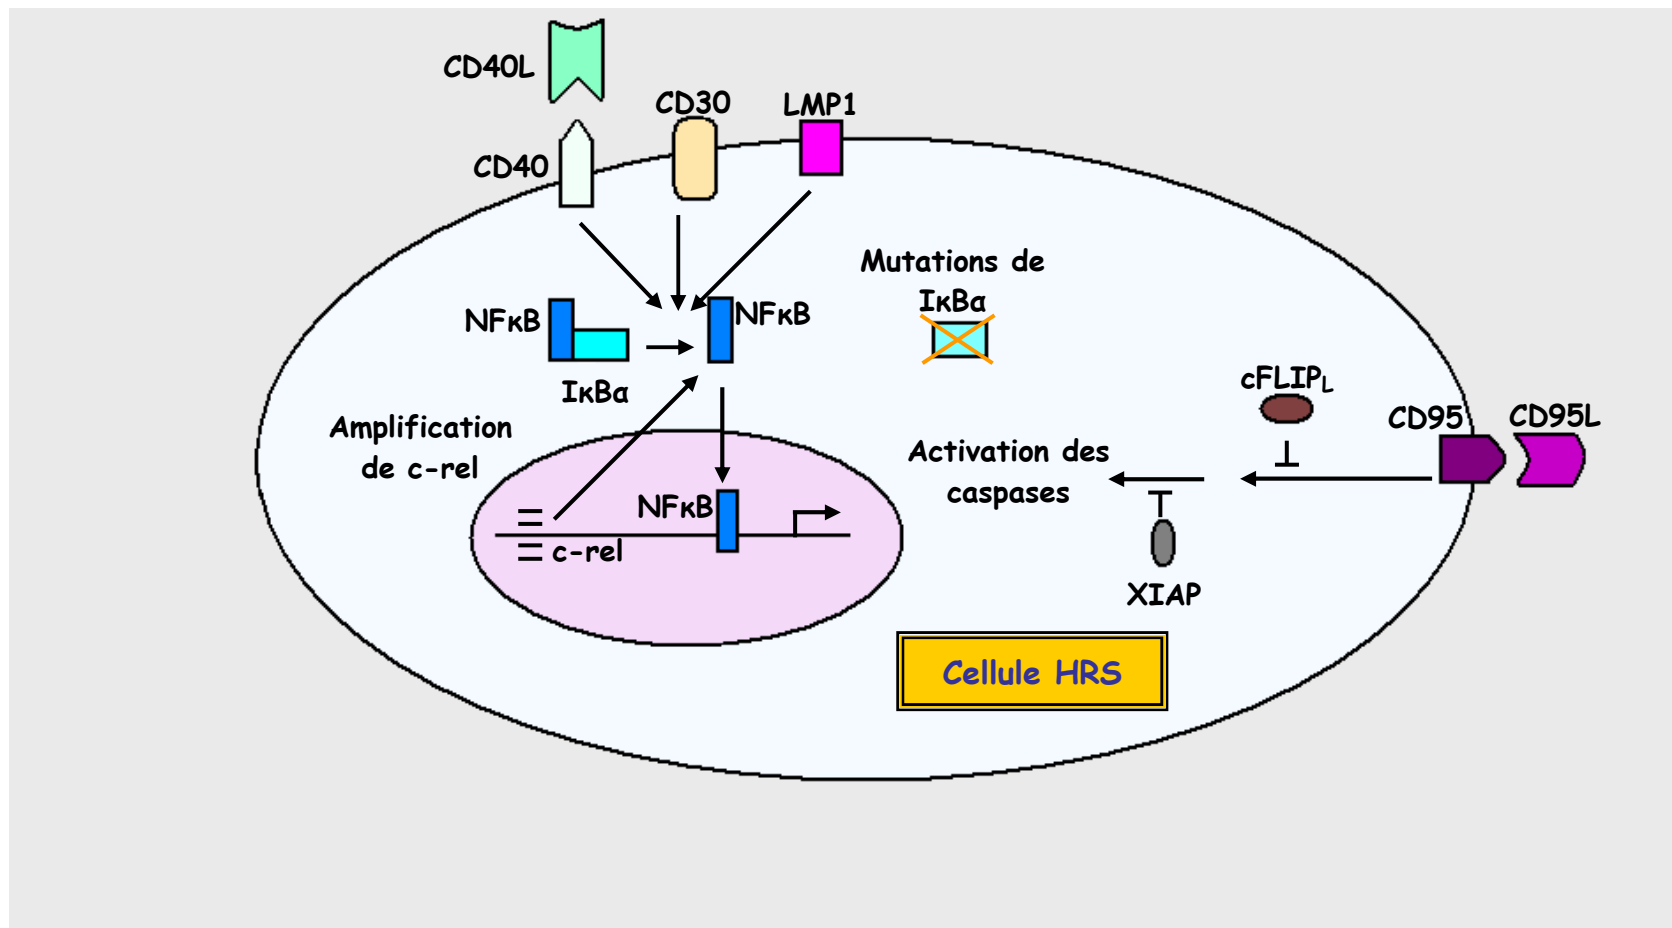 CD40L
CD30
LMP1
CD40
Mutations de
IκBα
NFκB
NFκB
IκBα
cFLIPL
CD95
CD95L
Amplification
de c-rel
Activation des
caspases
NFκB
c-rel
XIAP
Cellule HRS